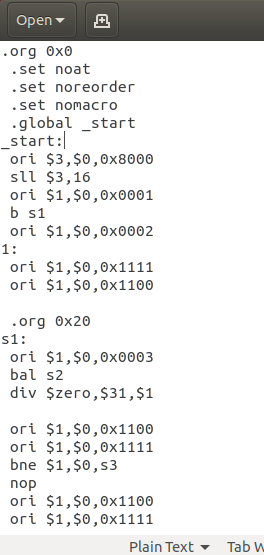 Open
.org 0x0
.set noat
.set noreorder
.set nomacro
.global _start
_start:
ori $3,$0,0x8000
sll $3,16
ori $1,$0,0x0001
b s1
ori $1,$0,0x0002
1:
ori $1,$0,0x1111
ori $1,$0,0x1100
.org 0x20
s1:
ori $1,$0,0x0003
bal s2
div $zero,$31,$1
ori $1,$0,0x1100
ori $1,$0,0x1111
bne $1,$0,s3
nop
ori $1,$0,0x1100
ori $1,$0,0x1111
Plain Text Tab W